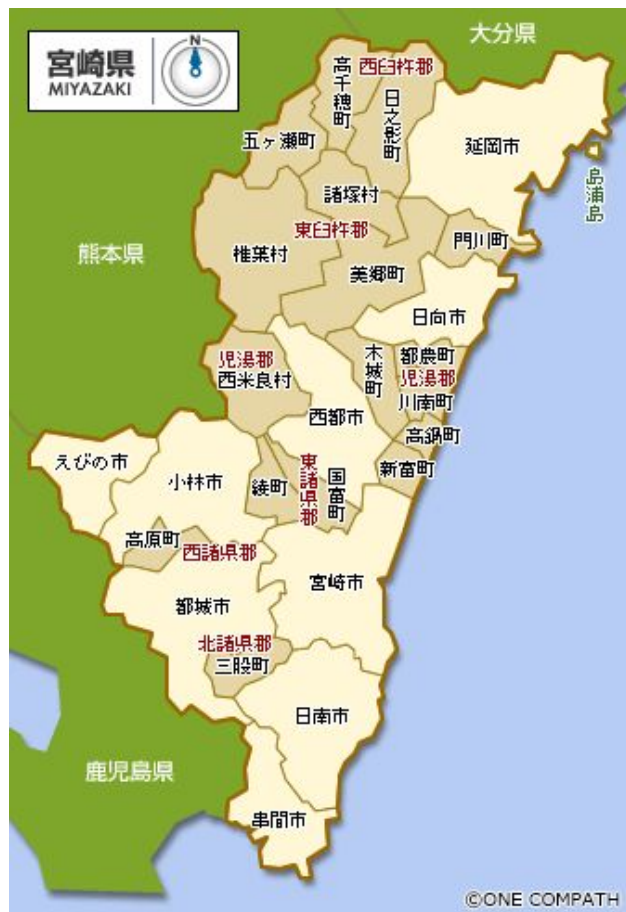 宮崎県
MIYAZAKI
N
大分県
高千穂町
西臼杵郡
日之影町
五ヶ瀬町
延岡市
島浦島
諸塚村
東臼杵郡
門川町
熊本県
椎葉村
美郷町
日向市
児湯郡
西米良村
木城町
都農町
児湯郡
川南町
西都市
高鍋町
えびの市
小林市
綾町
東諸県郡
国富町
新富町
高原町
西諸県郡
宮崎市
都城市
北諸県郡
三股町
日南市
鹿児島県
串間市
©ONE COMPATH